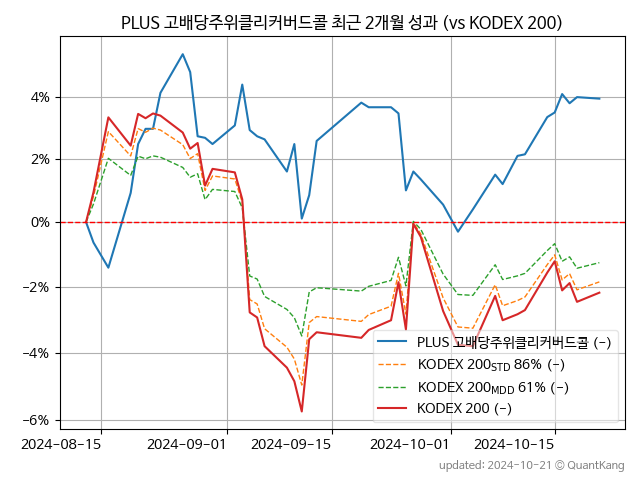 PLUS 고배당주위클리커버드콜 최근 2개월 성과 (vs KODEX 200)
4%
2%
0%
−2%
−4%
−6%
PLUS 고배당주위클리커버드콜 (-)
KODEX 200STD 86% (-)
KODEX 200MDD 61% (-)
KODEX 200 (-)
2024-08-15
2024-09-01
2024-09-15
2024-10-01
2024-10-15
updated: 2024-10-21 © QuantKang